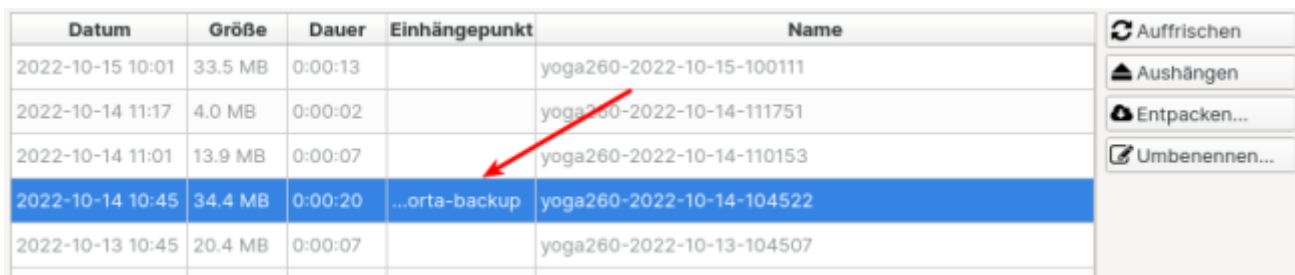 Datum Größe Dauer Einhängepunkt Name
2022-10-15 10:01 33.5 MB 0:00:13 yoga260-2022-10-15-100111
2022-10-14 11:17 4.0 MB 0:00:02 yoga260-2022-10-14-111751
2022-10-14 11:01 13.9 MB 0:00:07 yoga260-2022-10-14-110153
2022-10-14 10:45 34.4 MB 0:00:20 ...orta-backup yoga260-2022-10-14-104522
2022-10-13 10:45 20.4 MB 0:00:07 yoga260-2022-10-13-104507
Auffrischen
Aushängen
Entpacken...
Umbenennen...